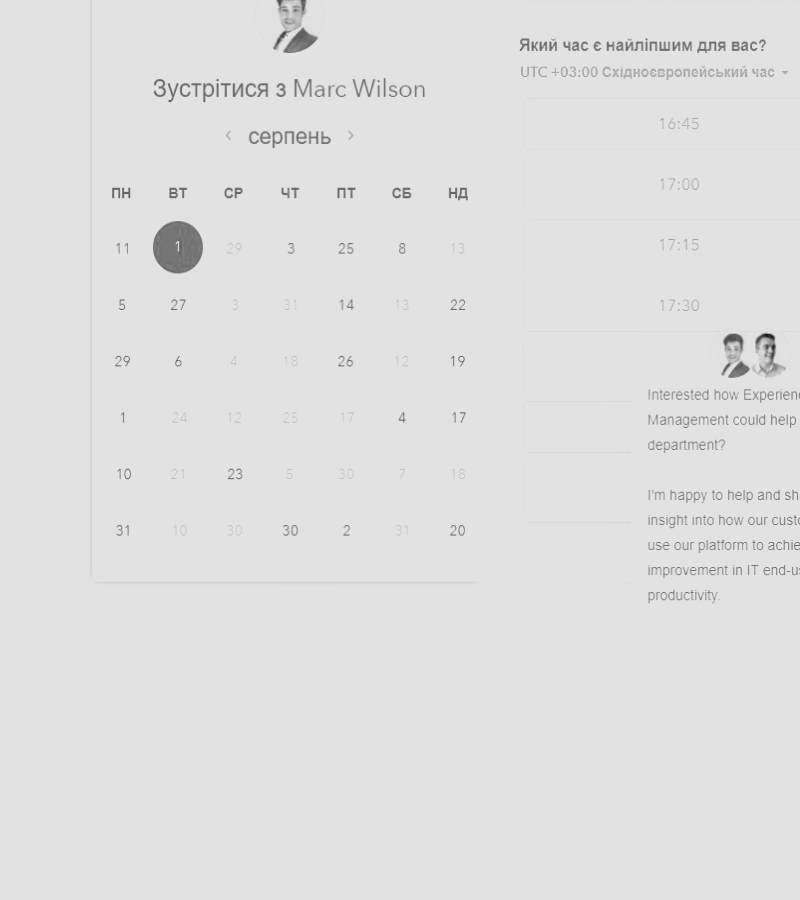 Зустрітися з Marc Wilson
‹ серпень ›
ПН ВТ СР ЧТ ПТ СБ НД
11 1 29 3 25 8 13
5 27 3 31 14 13 22
29 6 4 18 26 12 19
1 24 12 25 17 4 17
10 21 23 5 30 7 18
31 10 30 30 2 31 20
Який час є найліпшим для вас?
UTC +03:00 Східноєвропейський час
16:45
17:00
17:15
17:30
Interested how Experien
Management could help
department?
I'm happy to help and sh
insight into how our custo
use our platform to achie
improvement in IT end-us
productivity.